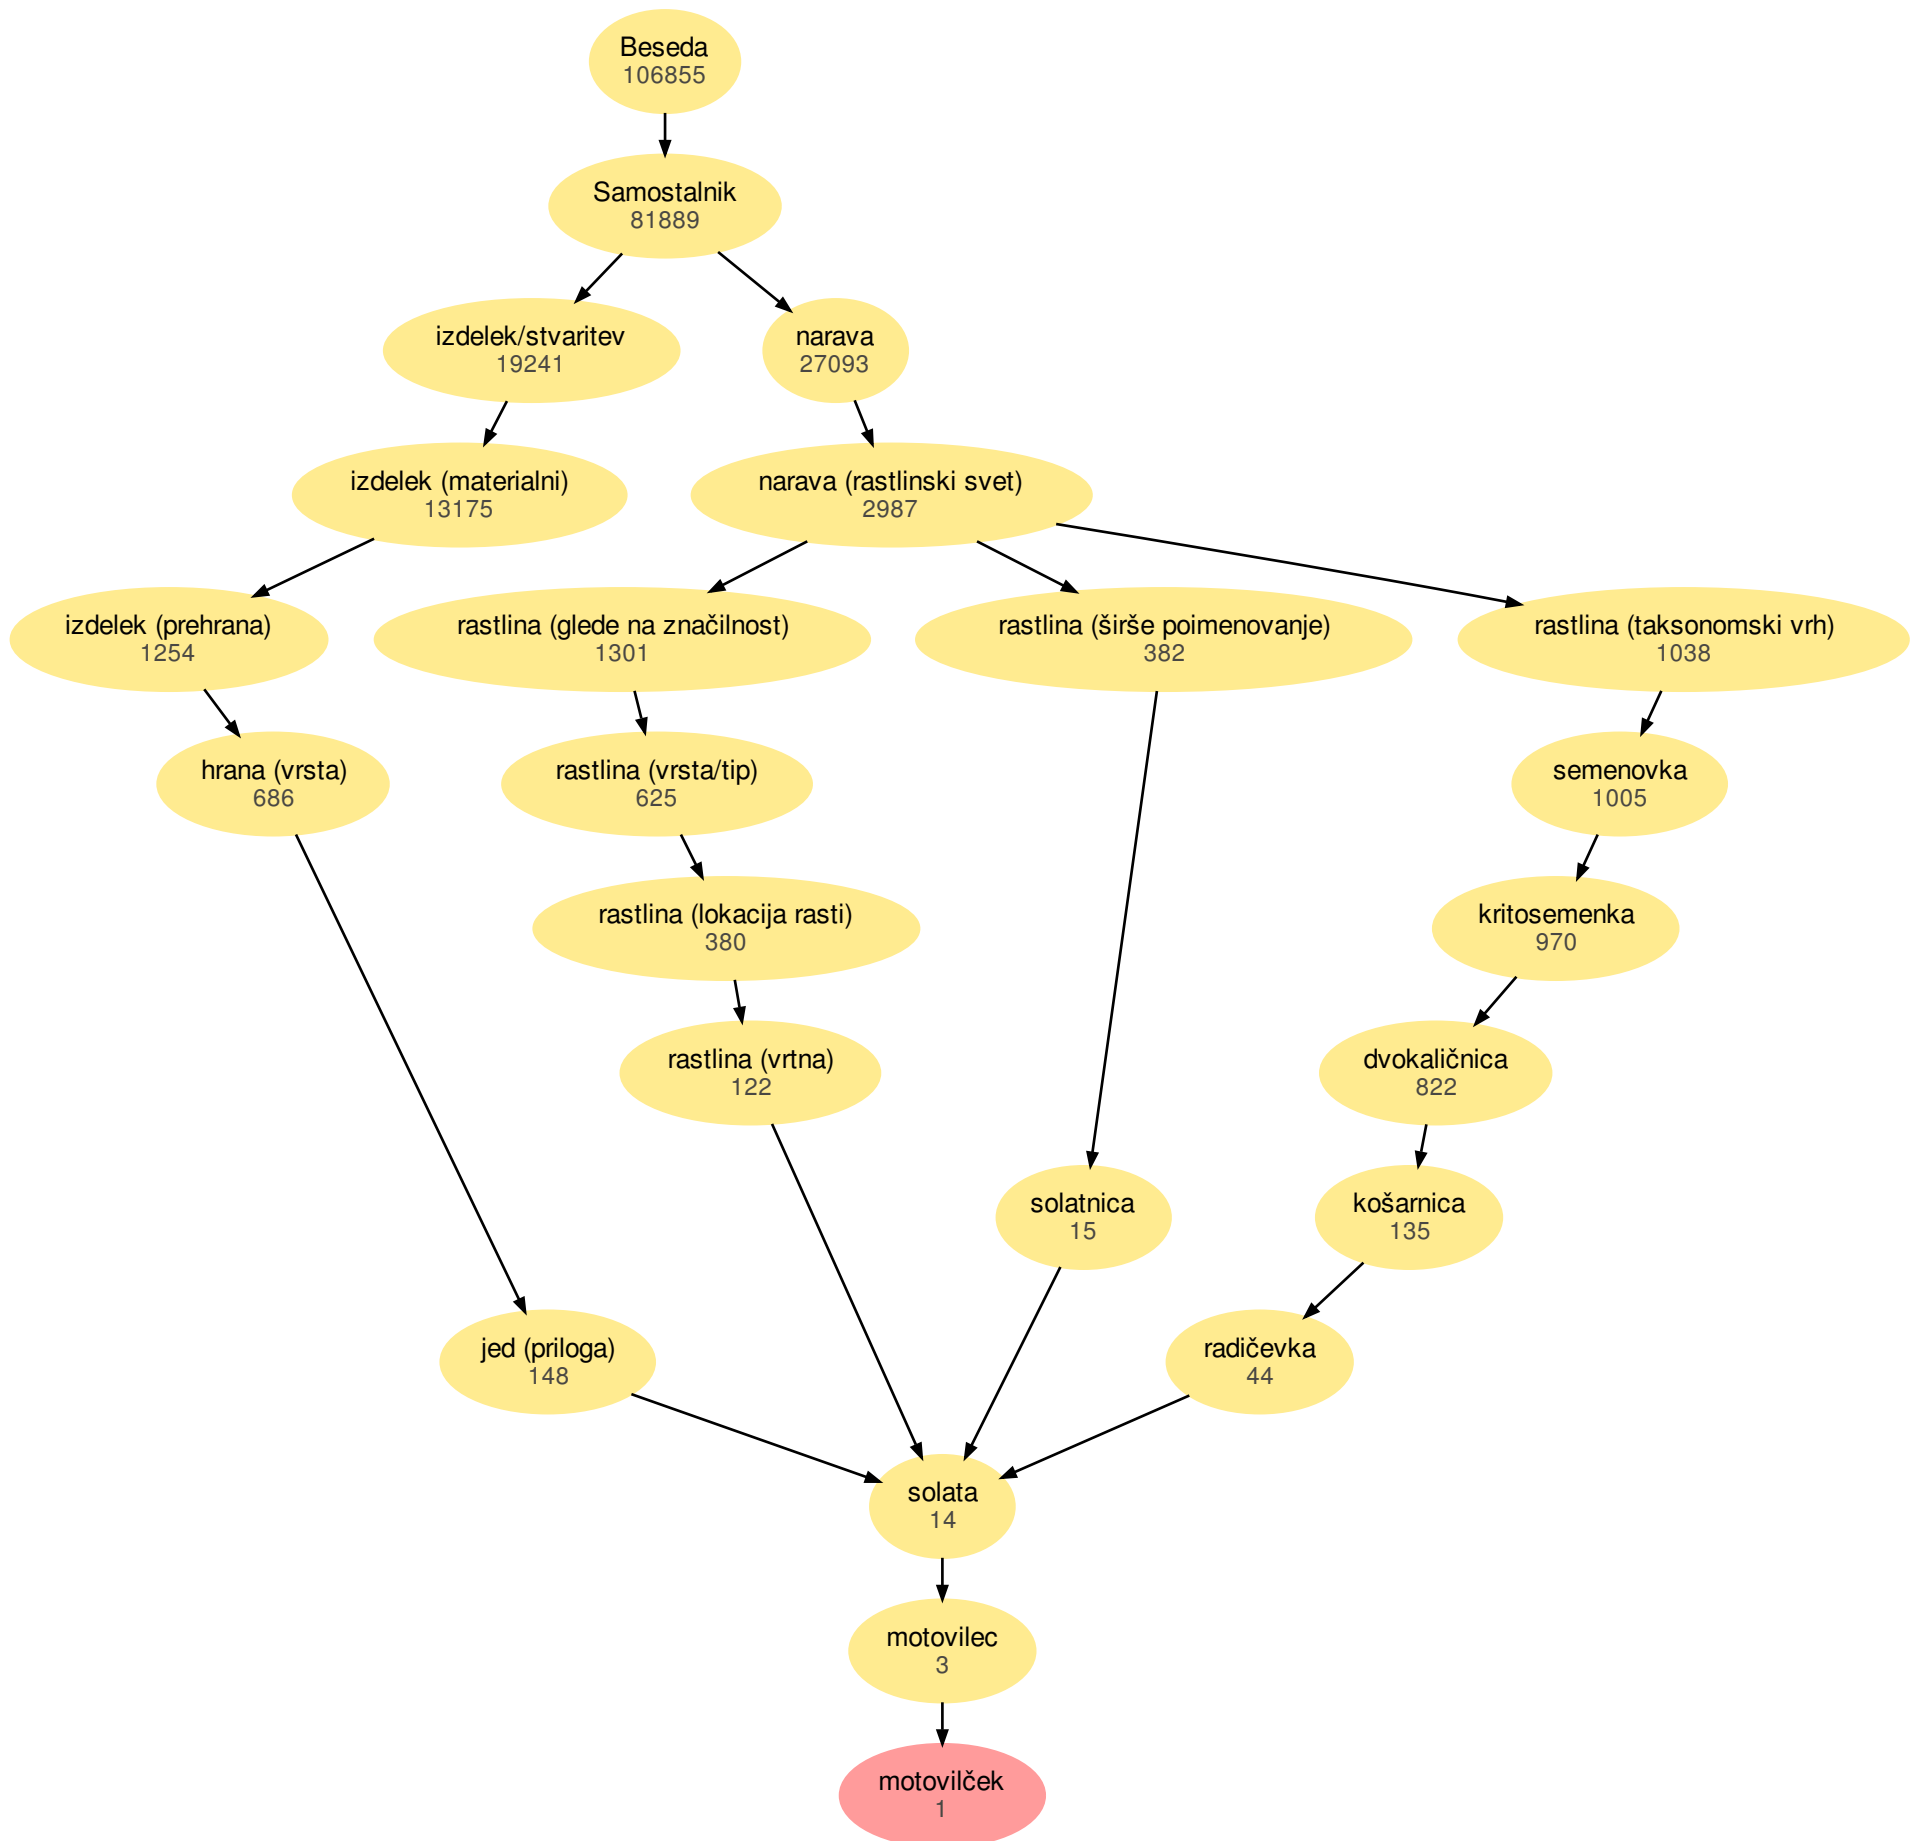 Beseda
106855
Samostalnik
81889
izdelek/stvaritev
19241
narava
27093
izdelek (materialni)
13175
narava (rastlinski svet)
2987
izdelek (prehrana)
1254
rastlina (glede na značilnost)
1301
rastlina (širše poimenovanje)
382
rastlina (taksonomski vrh)
1038
hrana (vrsta)
686
rastlina (vrsta/tip)
625
semenovka
1005
rastlina (lokacija rasti)
380
kritosemenka
970
rastlina (vrtna)
122
dvokaličnica
822
solatnica
15
košarnica
135
jed (priloga)
148
radičevka
44
solata
14
motovilec
3
motovilček
1